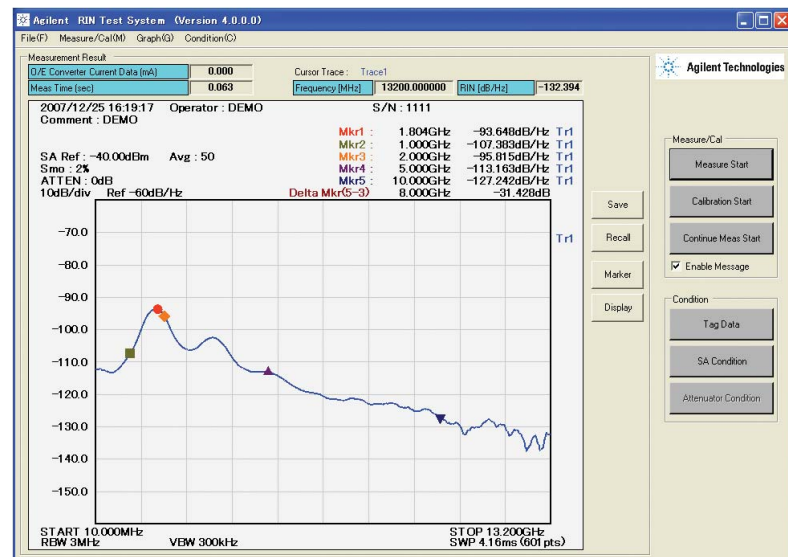 Agilent RIN Test System (Version 4.0.0.0)
File(F) Measure/Cal(M) Graph(G) Condition(C)
Measurement Result
O/E Converter Current Data (mA) 0.000 Cursor Trace : Trace1
Meas Time (sec) 0.063 Frequency [MHz] 13200.000000 RIN [dB/Hz] -132.394
2007/12/25 16:19:17 Operator : DEMO S/N : 1111
Comment : DEMO
Mkr1 : 1.804GHz -93.648dB/Hz Tr1
Mkr2 : 1.000GHz -107.383dB/Hz Tr1
SA Ref : -40.00dBm Avg : 50 Mkr3 : 2.000GHz -95.815dB/Hz Tr1
Smo : 2% Mkr4 : 5.000GHz -113.163dB/Hz Tr1
ATTEN : 0dB Mkr5 : 10.000GHz -127.242dB/Hz Tr1
10dB/div Ref -60dB/Hz Delta Mkr(5-3) 8.000GHz -31.428dB
-70.0
-80.0
-90.0
-100.0
-110.0
-120.0
-130.0
-140.0
-150.0
Tr1
START 10.000MHz STOP 13.200GHz
RBW 3MHz VBW 300kHz SWP 4.16ms (601 pts)
Save
Recall
Marker
Display
Agilent Technologies
Measure/Cal
Measure Start
Calibration Start
Continue Meas Start
Enable Message
Condition
Tag Data
SA Condition
Attenuator Condition